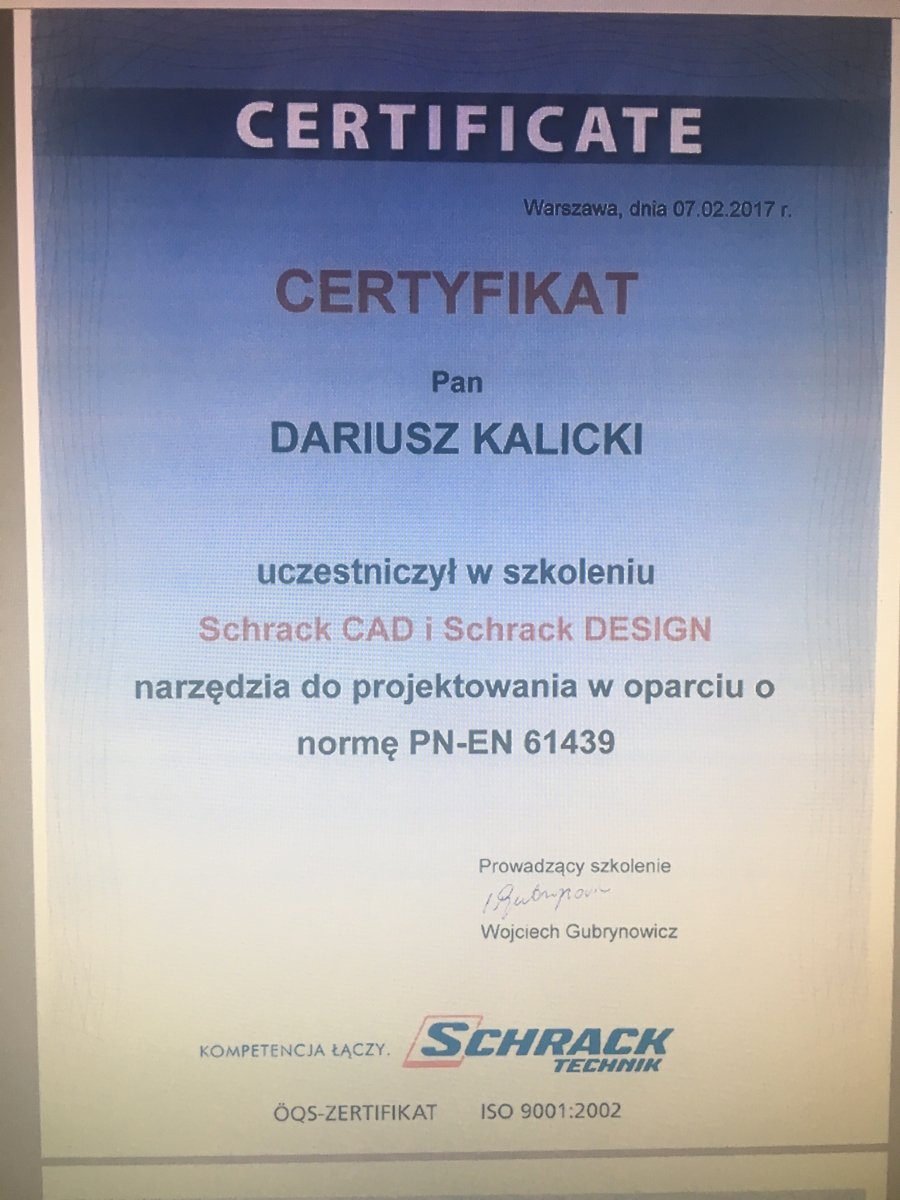 CERTIFICATE
Warszawa, dnia 07.02.2017 r.
CERTYFIKAT
Pan
DARIUSZ KALICKI
uczestniczył w szkoleniu
Schrack CAD i Schrack DESIGN
narzędzia do projektowania w oparciu o
normę PN-EN 61439
Prowadzący szkolenie
Wojciech Gubrynowicz
KOMPETENCJA ŁĄCZY. SCHRACK
TECHNIK
ÖQS-ZERTIFIKAT ISO 9001:2002